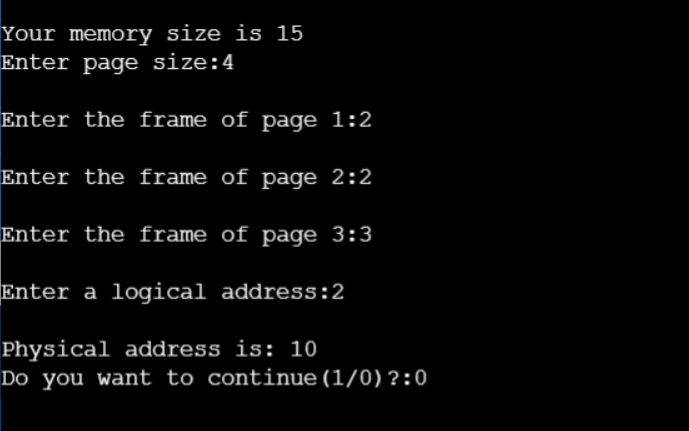 Your memory size is 15
Enter page size:4
Enter the frame of page 1:2
Enter the frame of page 2:2
Enter the frame of page 3:3
Enter a logical address:2
Physical address is: 10
Do you want to continue(1/0)?:0